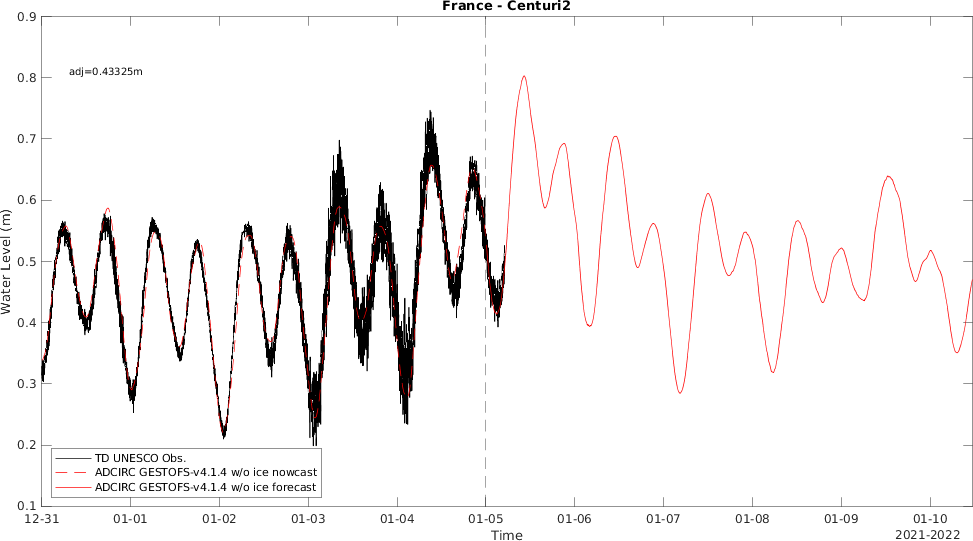 France - Centuri2
0.9
0.8
0.7
0.6
0.5
0.4
0.3
0.2
0.1
Water Level (m)
adj=0.43325m
TD UNESCO Obs.
ADCIRC GESTOFS-v4.1.4 w/o ice nowcast
ADCIRC GESTOFS-v4.1.4 w/o ice forecast
12-31 01-01 01-02 01-03 01-04 01-05 01-06 01-07 01-08 01-09 01-10
Time
2021-2022